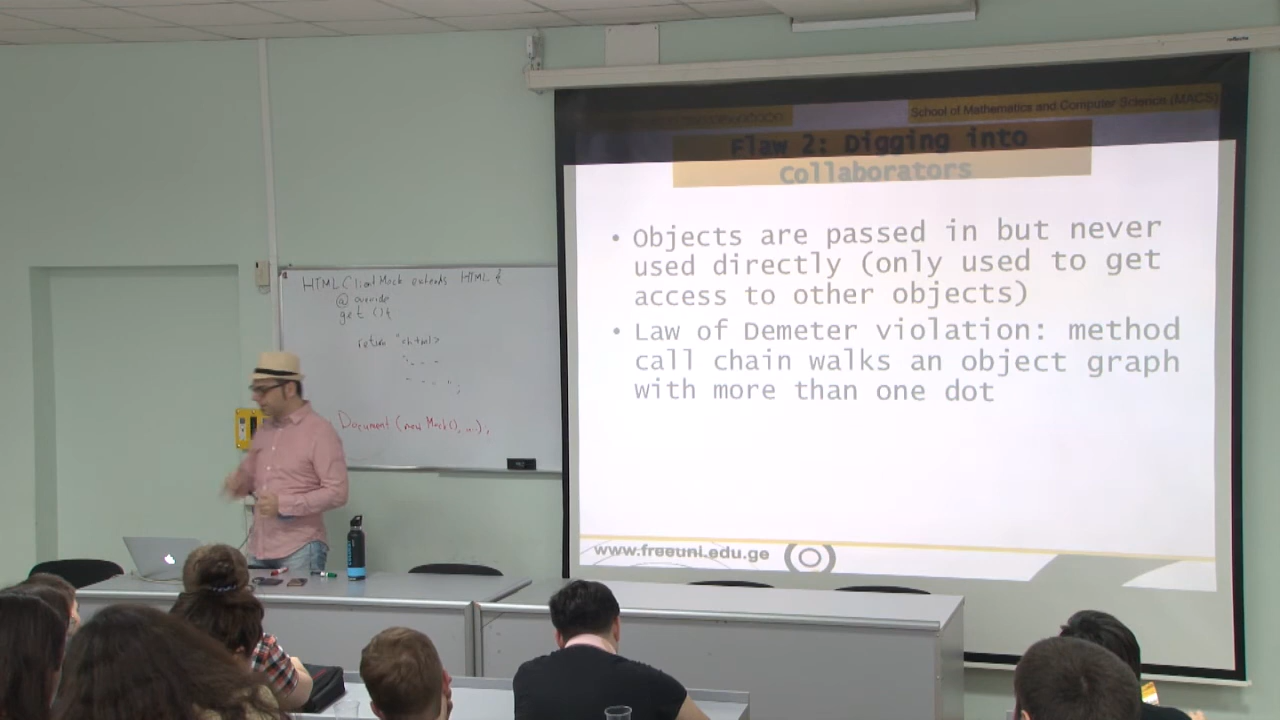 School of Mathematics and Computer Science (MACS)
Flaw 2: Digging into
Collaborators
• Objects are passed in but never
used directly (only used to get
access to other objects)
• Law of Demeter violation: method
call chain walks an object graph
with more than one dot
www.freeuni.edu.ge
HTMLClientMock extends HTML {
@override
get () {
return "<html>
Document (new Mock(), ...);